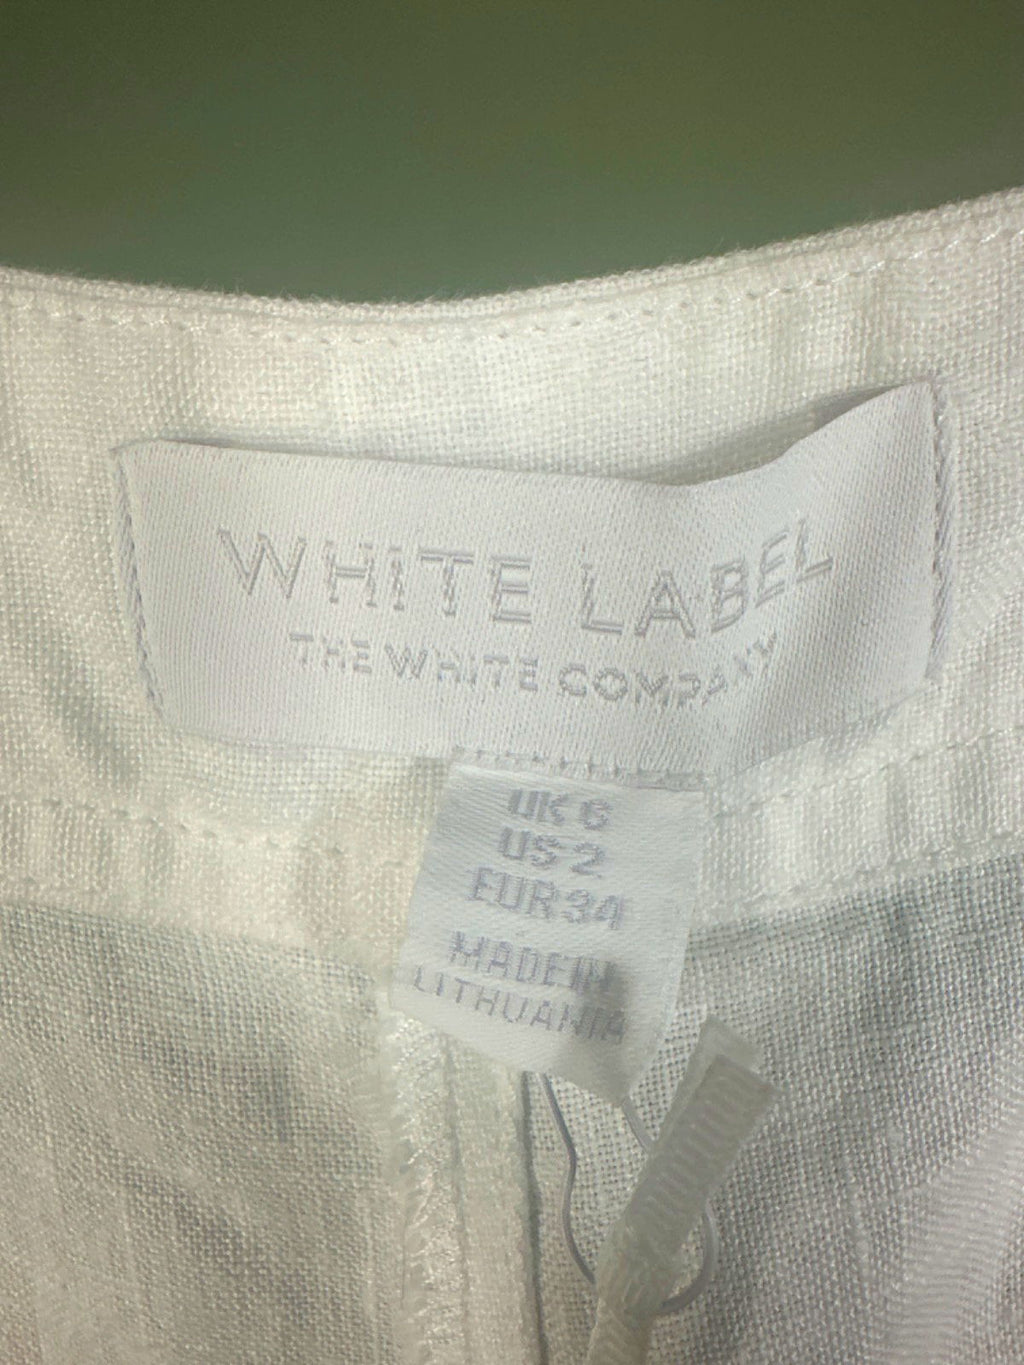 WHITE LABEL
THE WHITE COMPANY
UK 6
US 2
EUR 34
MADE IN
LITHUANIA